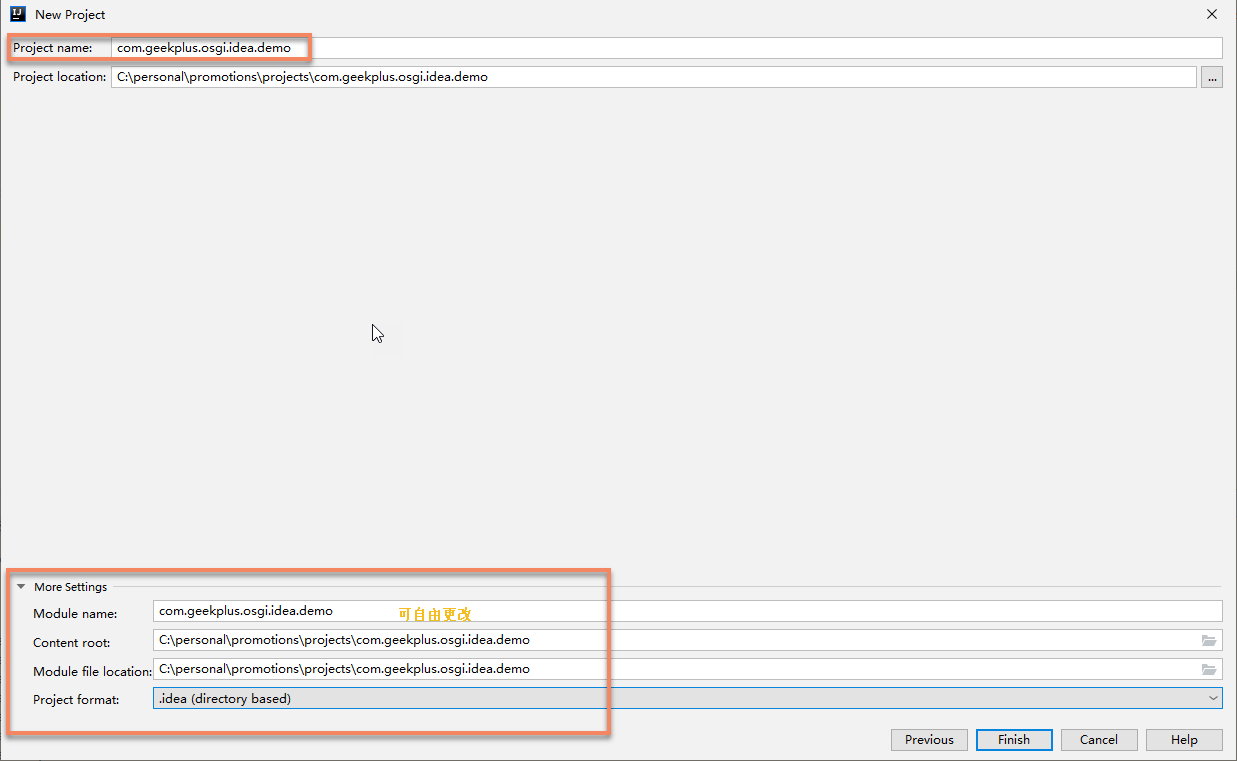 New Project
Project name: com.geekplus.osgi.idea.demo
Project location: C:\personal\promotions\projects\com.geekplus.osgi.idea.demo ...
More Settings
Module name: com.geekplus.osgi.idea.demo 可自由更改
Content root: C:\personal\promotions\projects\com.geekplus.osgi.idea.demo
Module file location: C:\personal\promotions\projects\com.geekplus.osgi.idea.demo
Project format: .idea (directory based)
Previous Finish Cancel Help